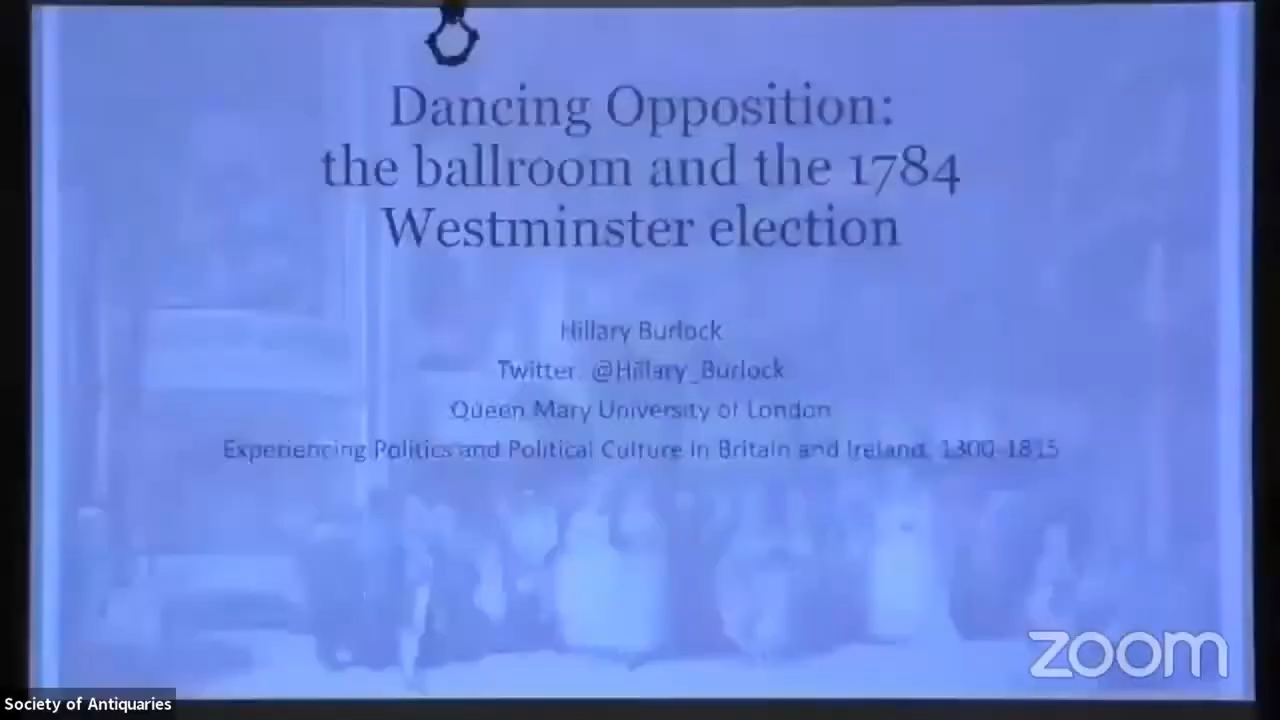 Dancing Opposition:
the ballroom and the 1784
Westminster election
Hillary Burlock
Twitter: @Hillary_Burlock
Queen Mary University of London
Experiencing Politics and Political Culture in Britain and Ireland, 1300-1815
zoom
Society of Antiquaries